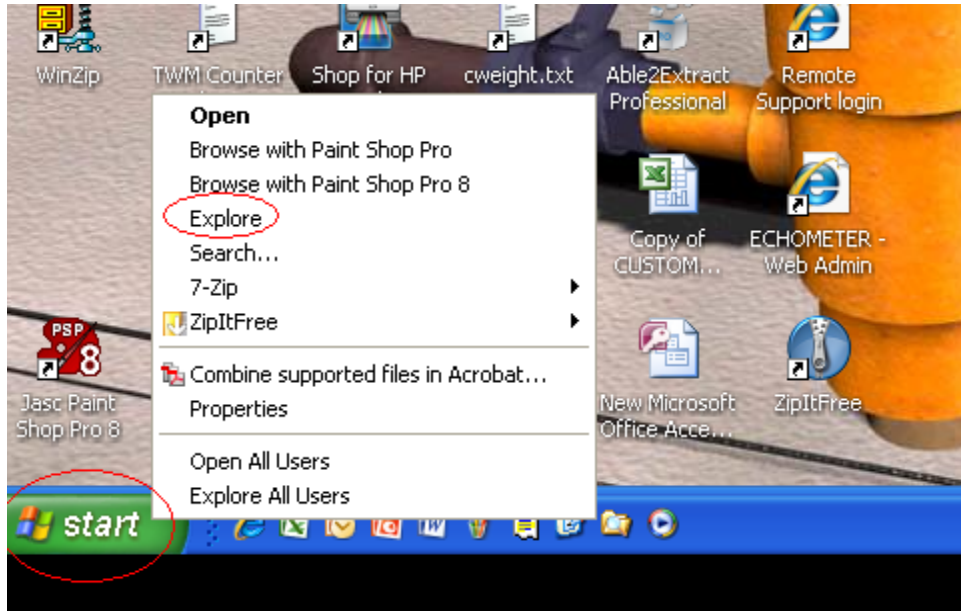 WinZip
TWM Counter
Shop for HP
cweight.txt
Able2Extract
Professional
Remote
Support login
Open
Browse with Paint Shop Pro
Browse with Paint Shop Pro 8
Explore
Search...
7-Zip
ZipItFree
Combine supported files in Acrobat...
Properties
Open All Users
Explore All Users
Copy of
CUSTOM...
ECHOMETER -
Web Admin
PSP
8
Jasc Paint
Shop Pro 8
New Microsoft
Office Acce...
ZipItFree
start